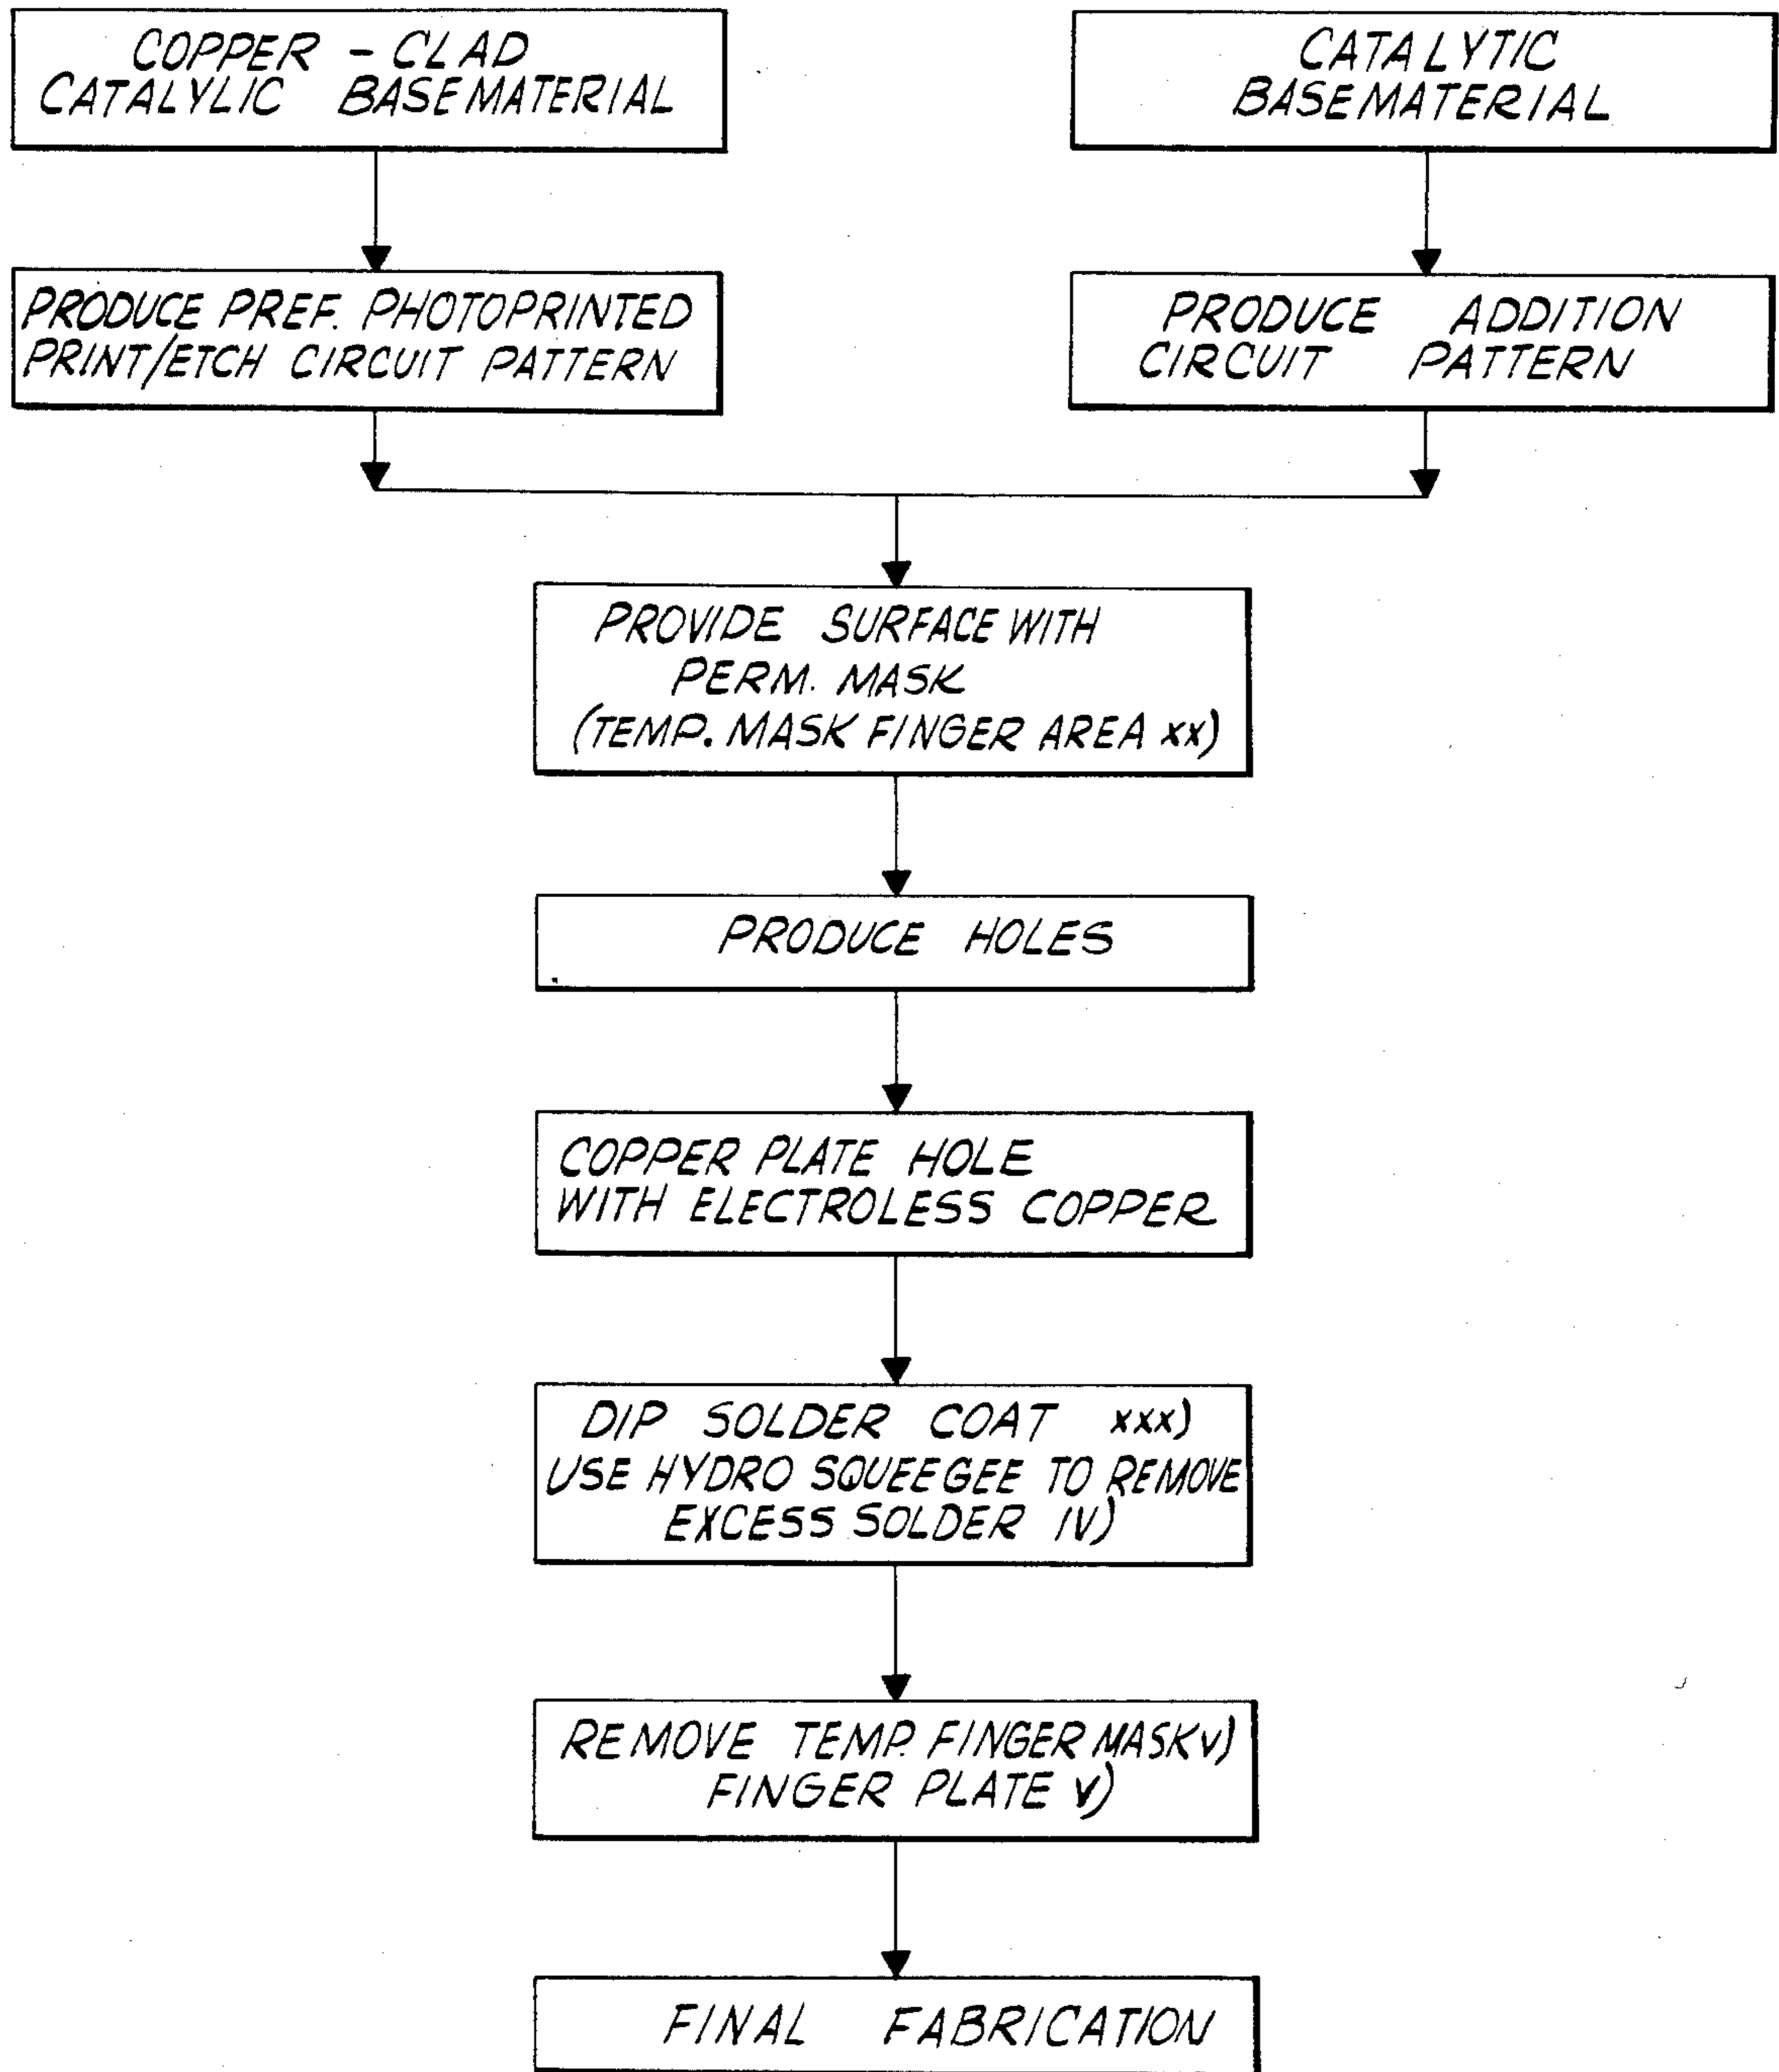 COPPER - CLAD
CATALYLIC BASEMATERIAL
CATALYTIC
BASEMATERIAL
PRODUCE PREF. PHOTOPRINTED
PRINT/ETCH CIRCUIT PATTERN
PRODUCE ADDITION
CIRCUIT PATTERN
PROVIDE SURFACE WITH
PERM. MASK
(TEMP. MASK FINGER AREA xx)
PRODUCE HOLES
COPPER PLATE HOLE
WITH ELECTROLESS COPPER
DIP SOLDER COAT xxx)
USE HYDRO SQUEEGEE TO REMOVE
EXCESS SOLDER IV)
REMOVE TEMP. FINGER MASK V)
FINGER PLATE V)
FINAL FABRICATION